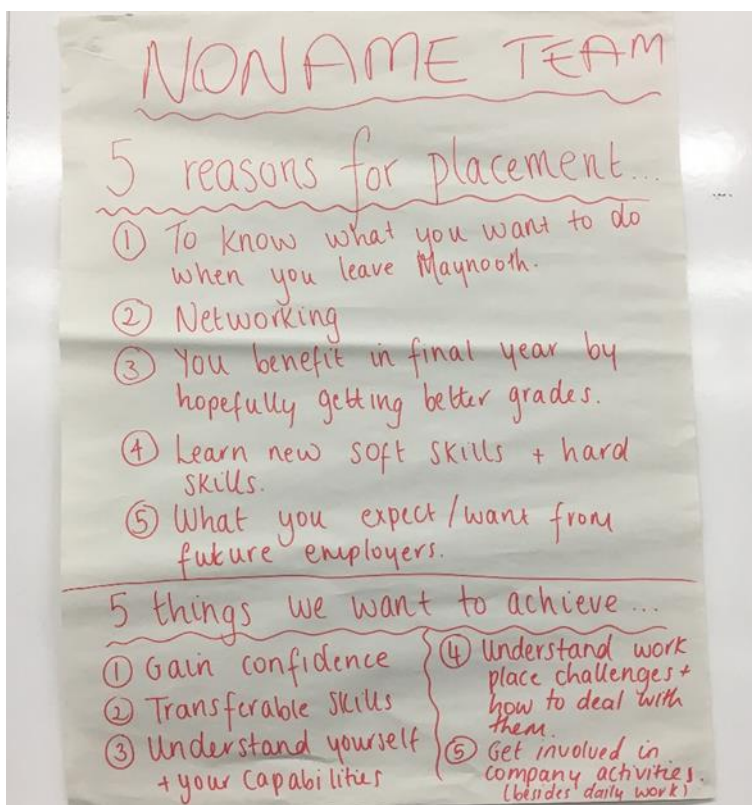 NONAME TEAM
5 reasons for placement...
① To know what you want to do
when you leave Maynooth.
② Networking
③ You benefit in final year by
hopefully getting better grades.
④ Learn new soft skills + hard
skills.
⑤ What you expect/want from
future employers.
5 things we want to achieve...
① Gain confidence
② Transferable skills
③ Understand yourself
+ your capabilities
④ Understand work
place challenges +
how to deal with
them.
⑤ Get involved in
company activities.
(besides daily work)